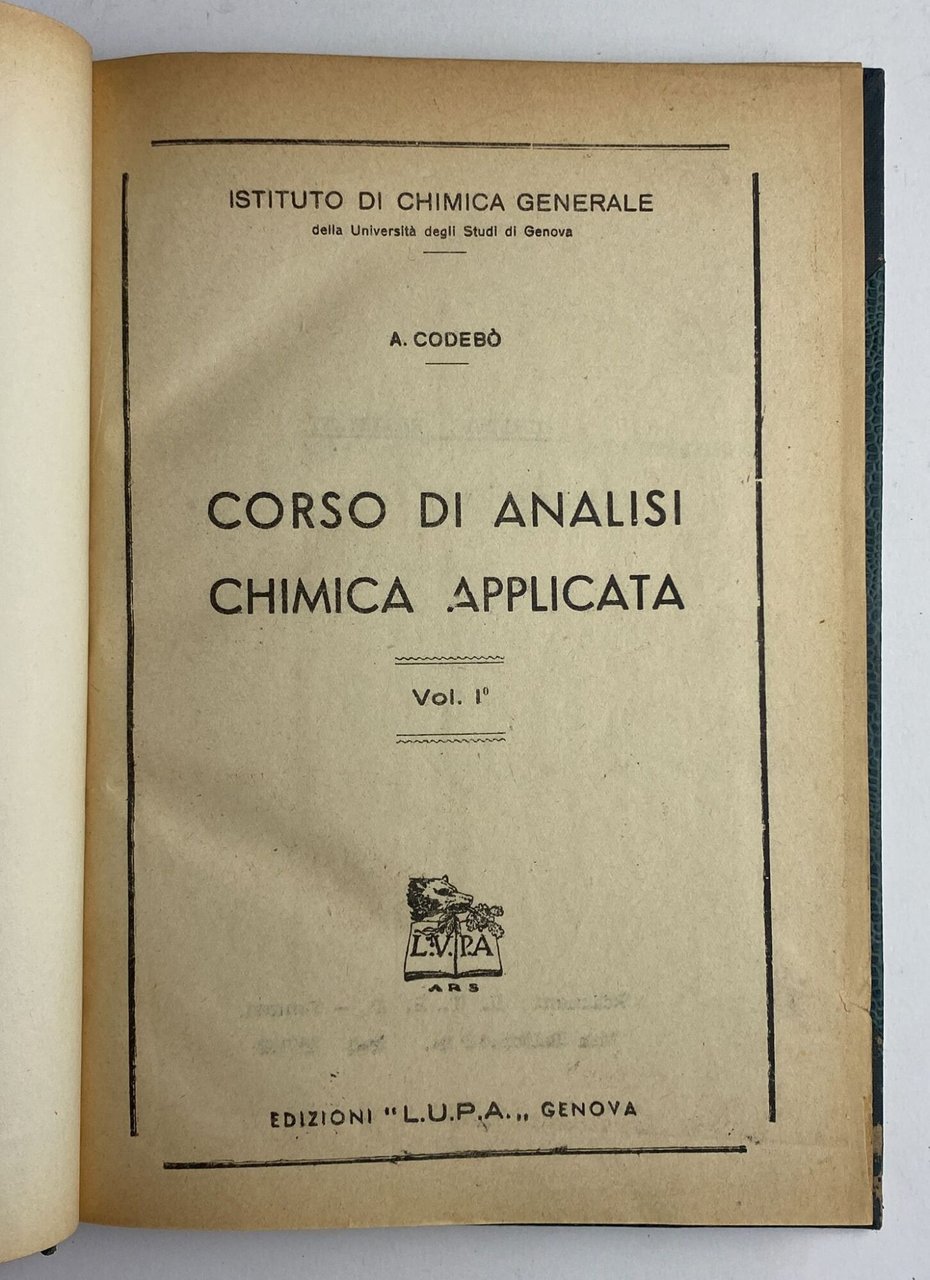 ISTITUTO DI CHIMICA GENERALE
della Università degli Studi di Genova
A. CODEBÒ
CORSO DI ANALISI
CHIMICA APPLICATA
Vol. I⁰
L.V.P.A
ARS
EDIZIONI "L.U.P.A.„ GENOVA